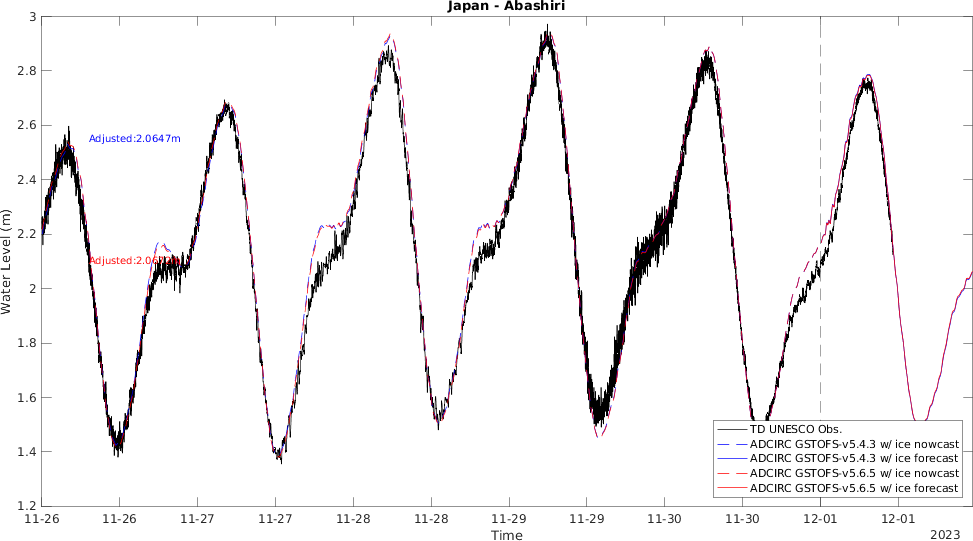 Japan - Abashiri
3
2.8
2.6
2.4
2.2
2
1.8
1.6
1.4
1.2
Water Level (m)
Adjusted:2.0647m
TD UNESCO Obs.
ADCIRC GSTOFS-v5.4.3 w/ ice nowcast
ADCIRC GSTOFS-v5.4.3 w/ ice forecast
ADCIRC GSTOFS-v5.6.5 w/ ice nowcast
ADCIRC GSTOFS-v5.6.5 w/ ice forecast
11-26 11-26 11-27 11-27 11-28 11-28 11-29 11-29 11-30 11-30 12-01 12-01
Time
2023